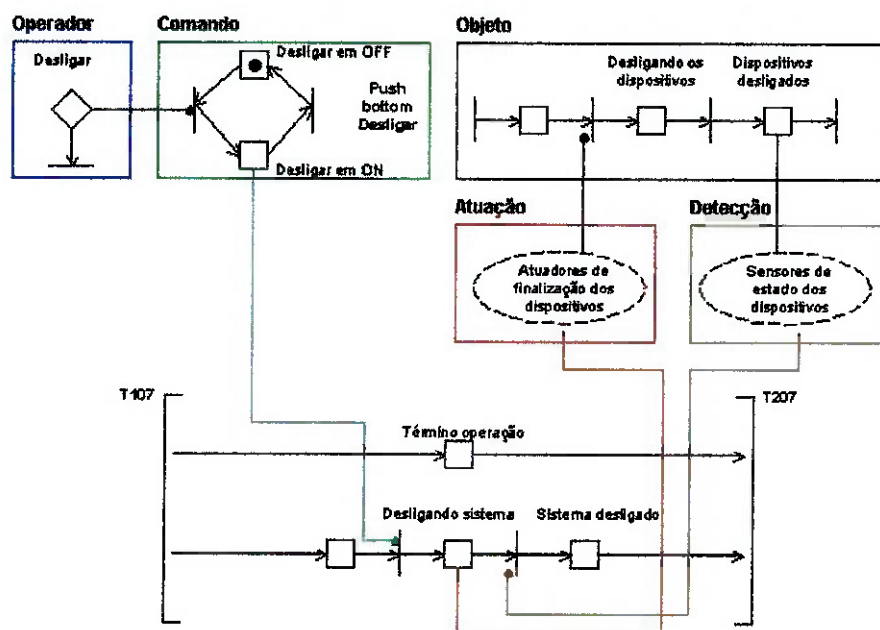 Operador
Comando
Objeto
Desligar
Desligar em OFF
Push
bottom
Desligar
Desligar em ON
Desligando os
dispositivos
Dispositivos
desligados
Atuação
Detecção
Atuadores de
finalização dos
dispositivos
Sensores de
estado dos
dispositivos
T107
T207
Término operação
Desligando sistema
Sistema desligado